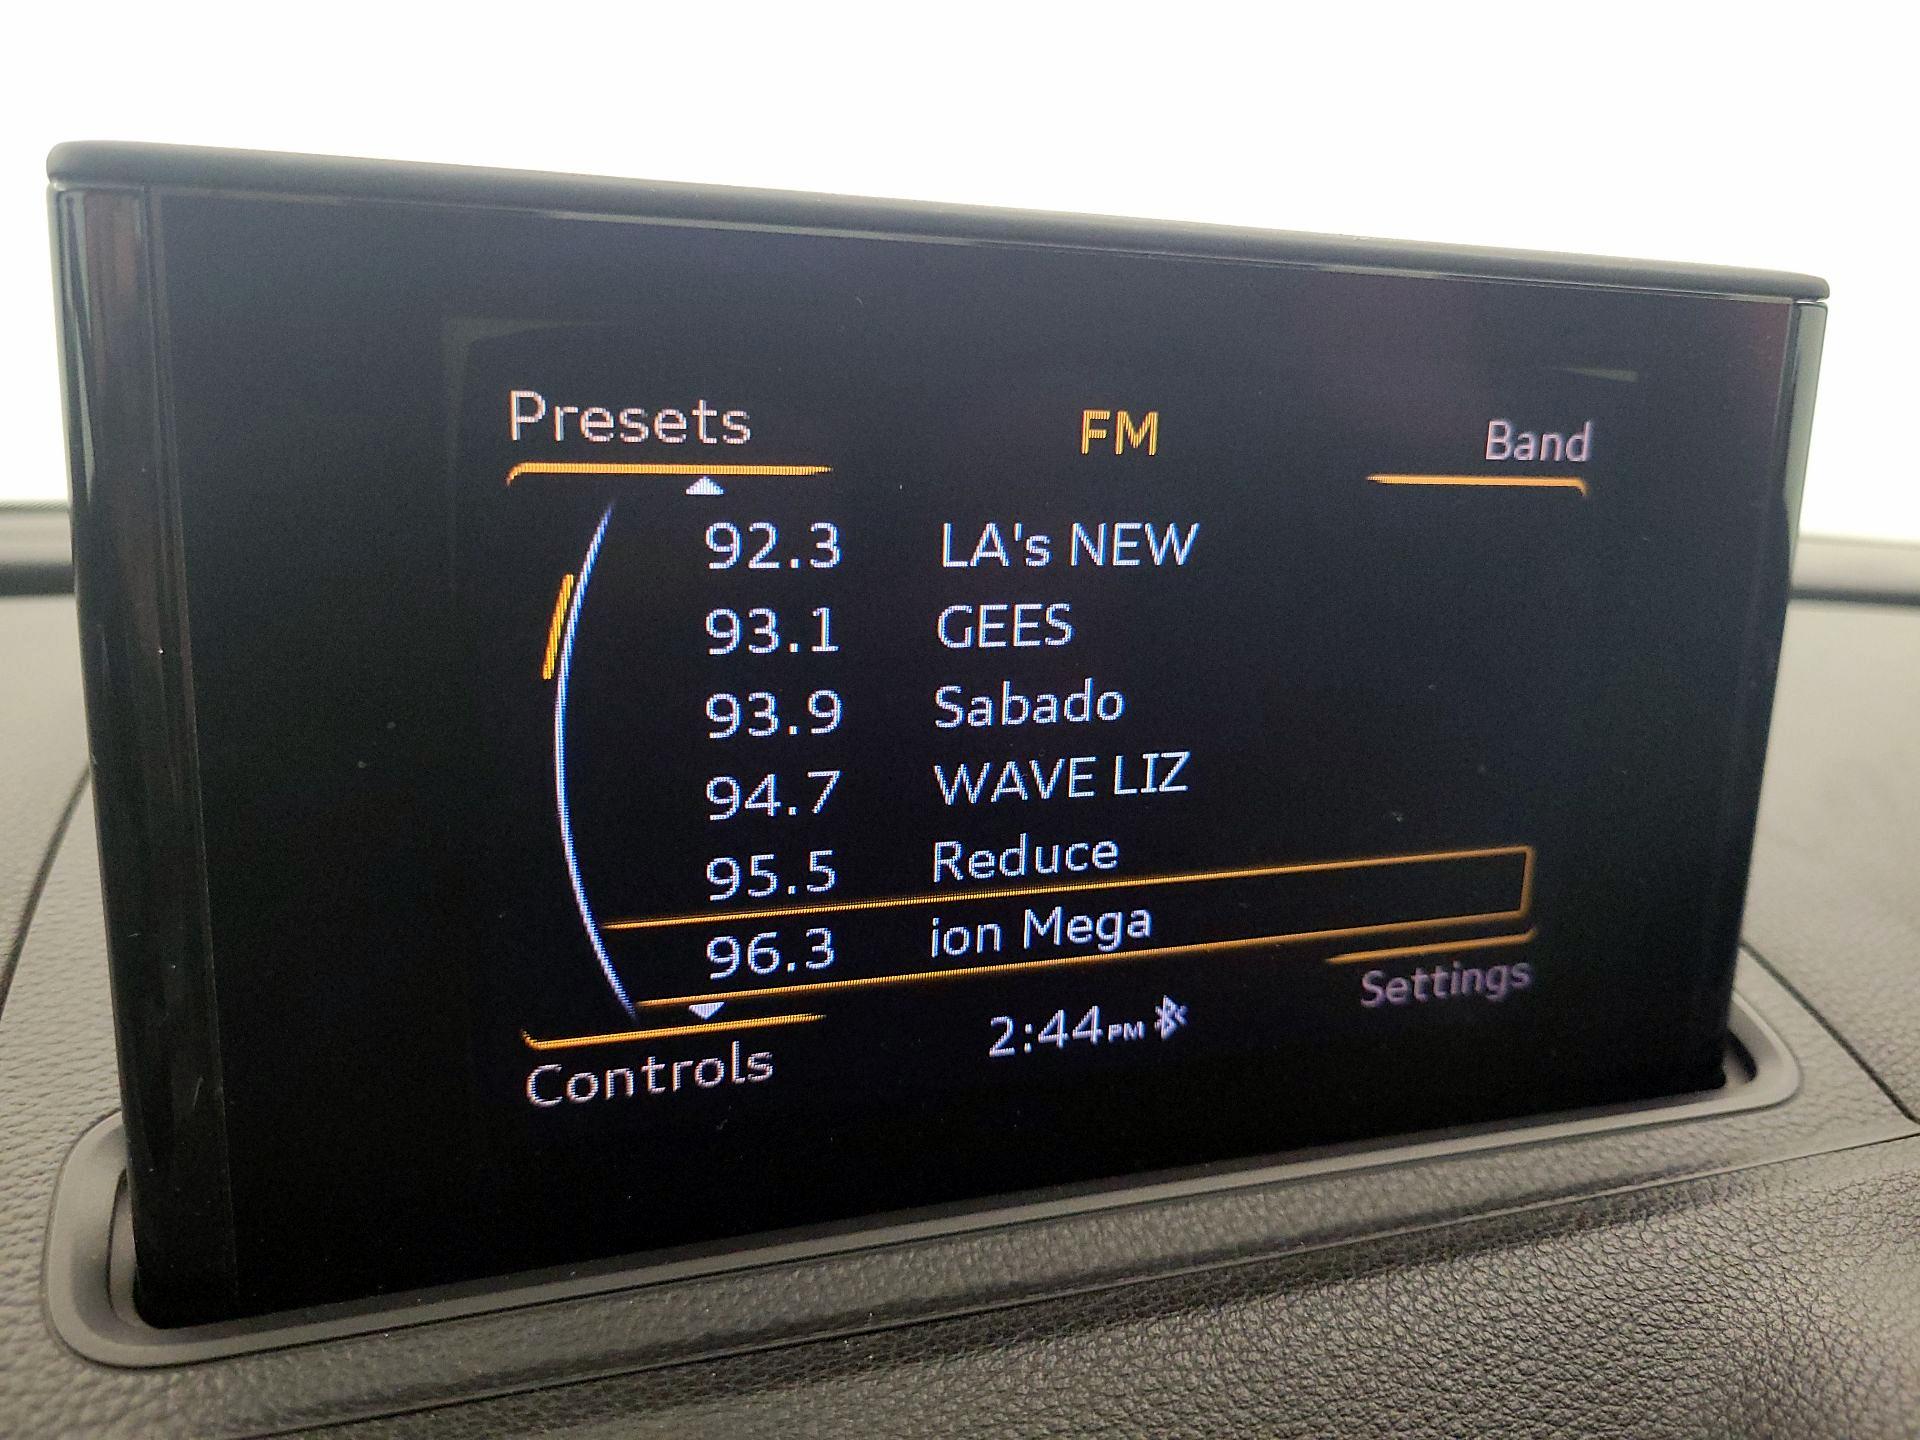 Presets FM Band
92.3 LA's NEW
93.1 GEES
93.9 Sabado
94.7 WAVE LIZ
95.5 Reduce
96.3 ion Mega
Settings
2:44PM
Controls